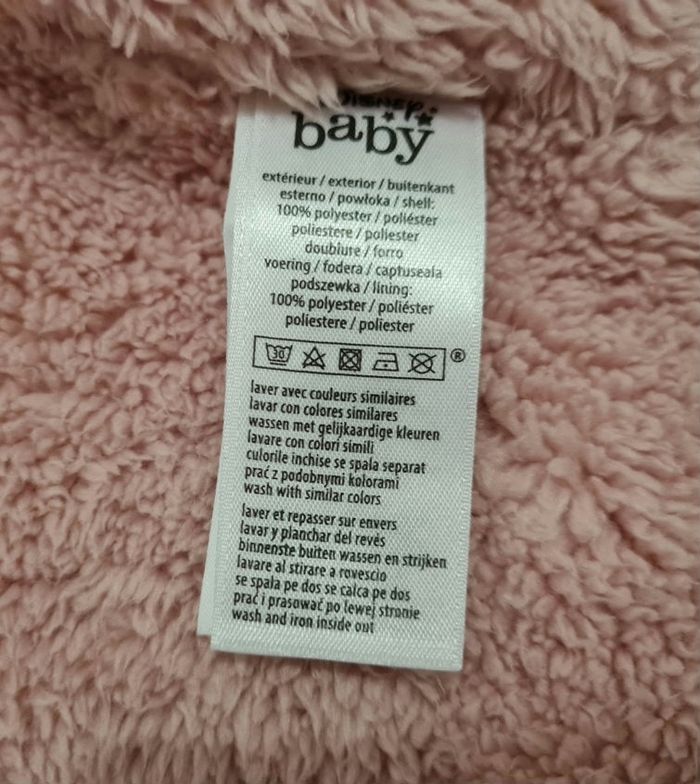 Disney
baby
extérieur / exterior / buitenkant
esterno / powłoka / shell:
100% polyester / poliéster
poliestere / poliester
doublure / forro
voering / fodera / captuseala
podszewka / lining:
100% polyester / poliéster
poliestere / poliester
30 ®
laver avec couleurs similaires
lavar con colores similares
wassen met gelijkaardige kleuren
lavare con colori simili
culorile inchise se spala separat
prać z podobnymi kolorami
wash with similar colors
laver et repasser sur envers
lavar y planchar del revés
binnenste buiten wassen en strijken
lavare al stirare a rovescio
se spala pe dos se calca pe dos
prać i prasować po lewej stronie
wash and iron inside out